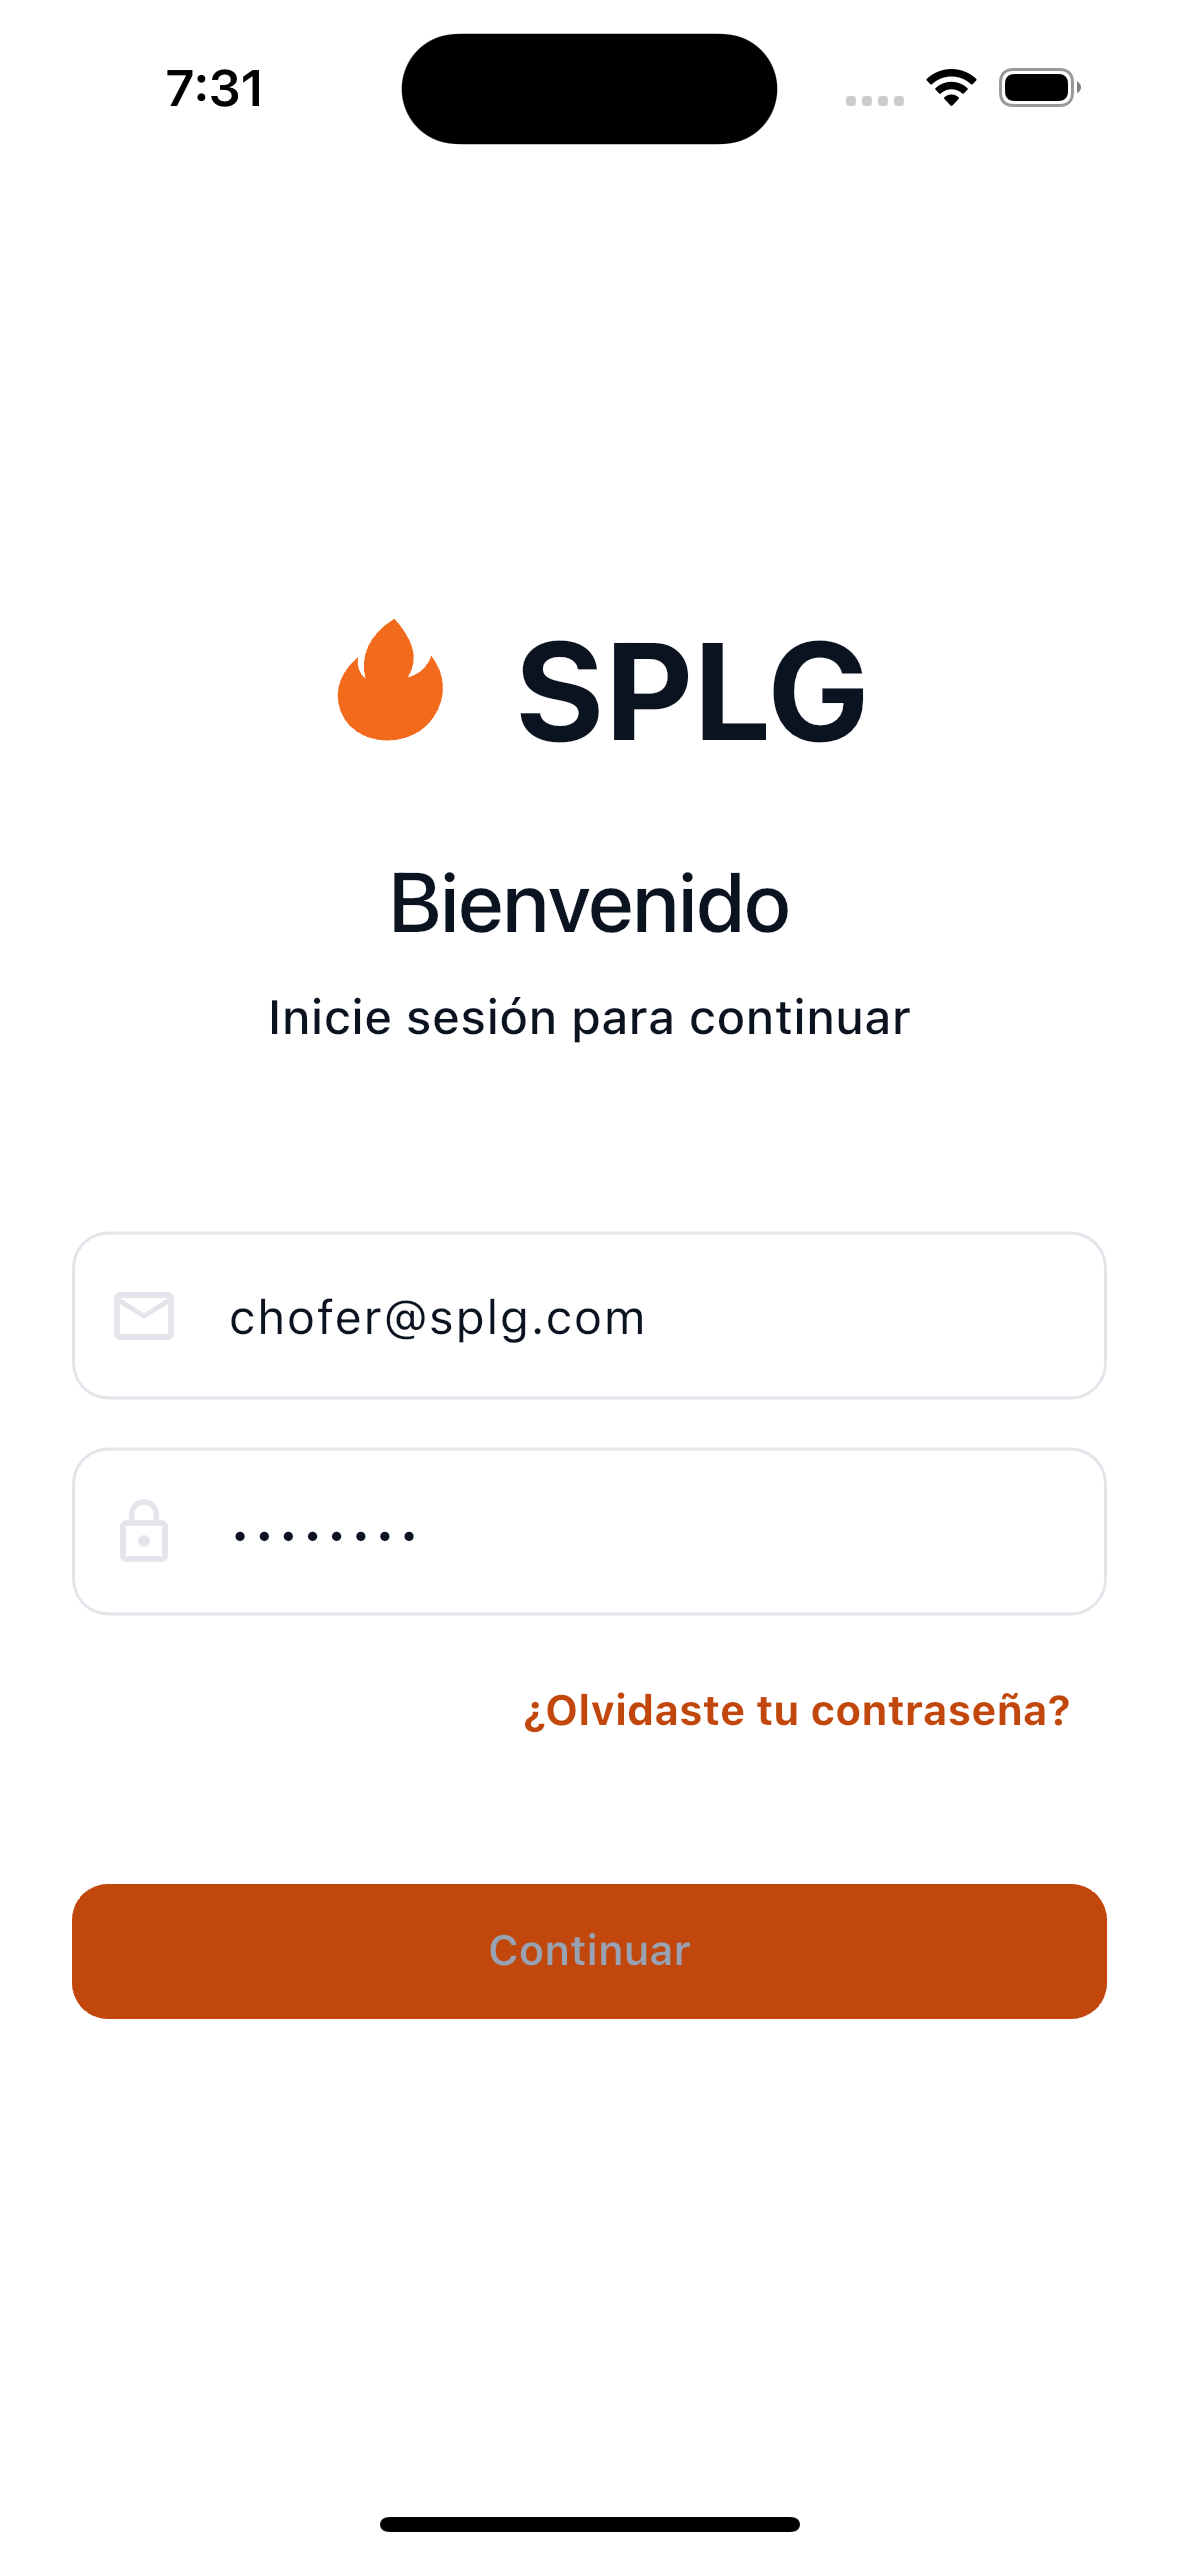 7:31
SPLG
Bienvenido
Inicie sesión para continuar
chofer@splg.com
••••••••
¿Olvidaste tu contraseña?
Continuar